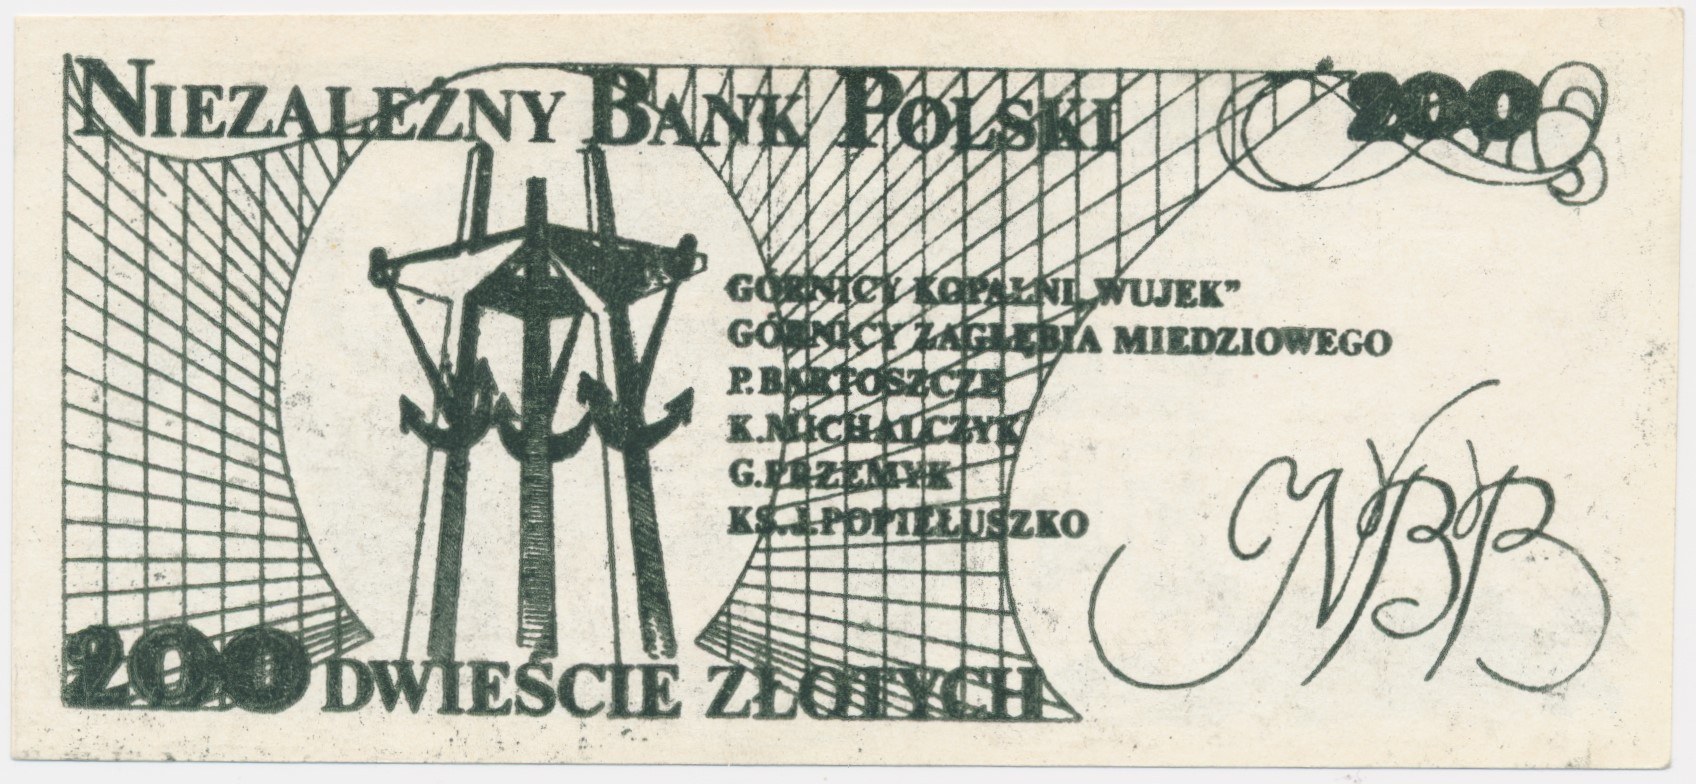 NIEZALEŻNY BANK POLSKI
200
GÓRNICY KOPALNI „WUJEK”
GÓRNICY ZAGŁĘBIA MIEDZIOWEGO
P. BARTOSZCZE
K. MICHALCZYK
G. PRZEMYK
KS. J. POPIEŁUSZKO
NBP
200 DWIEŚCIE ZŁOTYCH